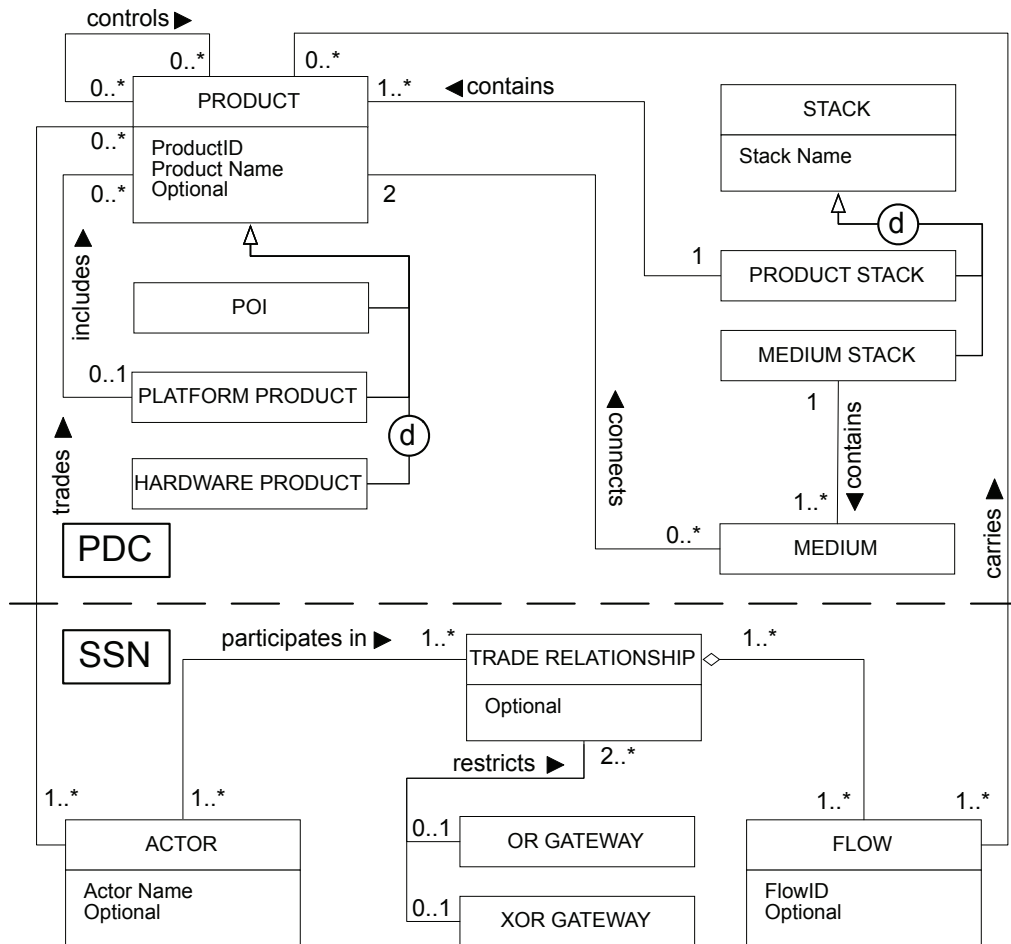 controls ▶
0..*
0..*
0..*
1..*
◀ contains
PRODUCT
STACK
0..*
ProductID
Product Name
Optional
Stack Name
0..*
2
d
includes ▶
1
PRODUCT STACK
POI
MEDIUM STACK
0..1
PLATFORM PRODUCT
1
contains ▶
d
connects ▶
trades ▶
HARDWARE PRODUCT
1..*
carries ▶
PDC
0..*
MEDIUM
SSN
participates in ▶
1..*
TRADE RELATIONSHIP
1..*
Optional
restricts ▶
2..*
1..*
1..*
1..*
1..*
ACTOR
0..1
OR GATEWAY
FLOW
Actor Name
Optional
0..1
XOR GATEWAY
FlowID
Optional